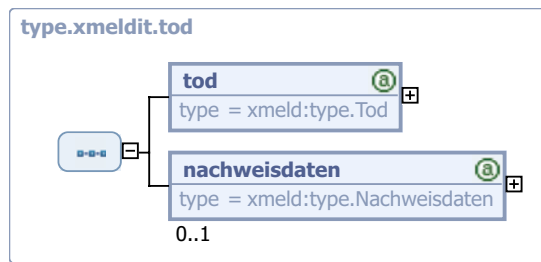 type.xmeldit.tod
tod
type = xmeld:type.Tod
nachweisdaten
type = xmeld:type.Nachweisdaten
0..1